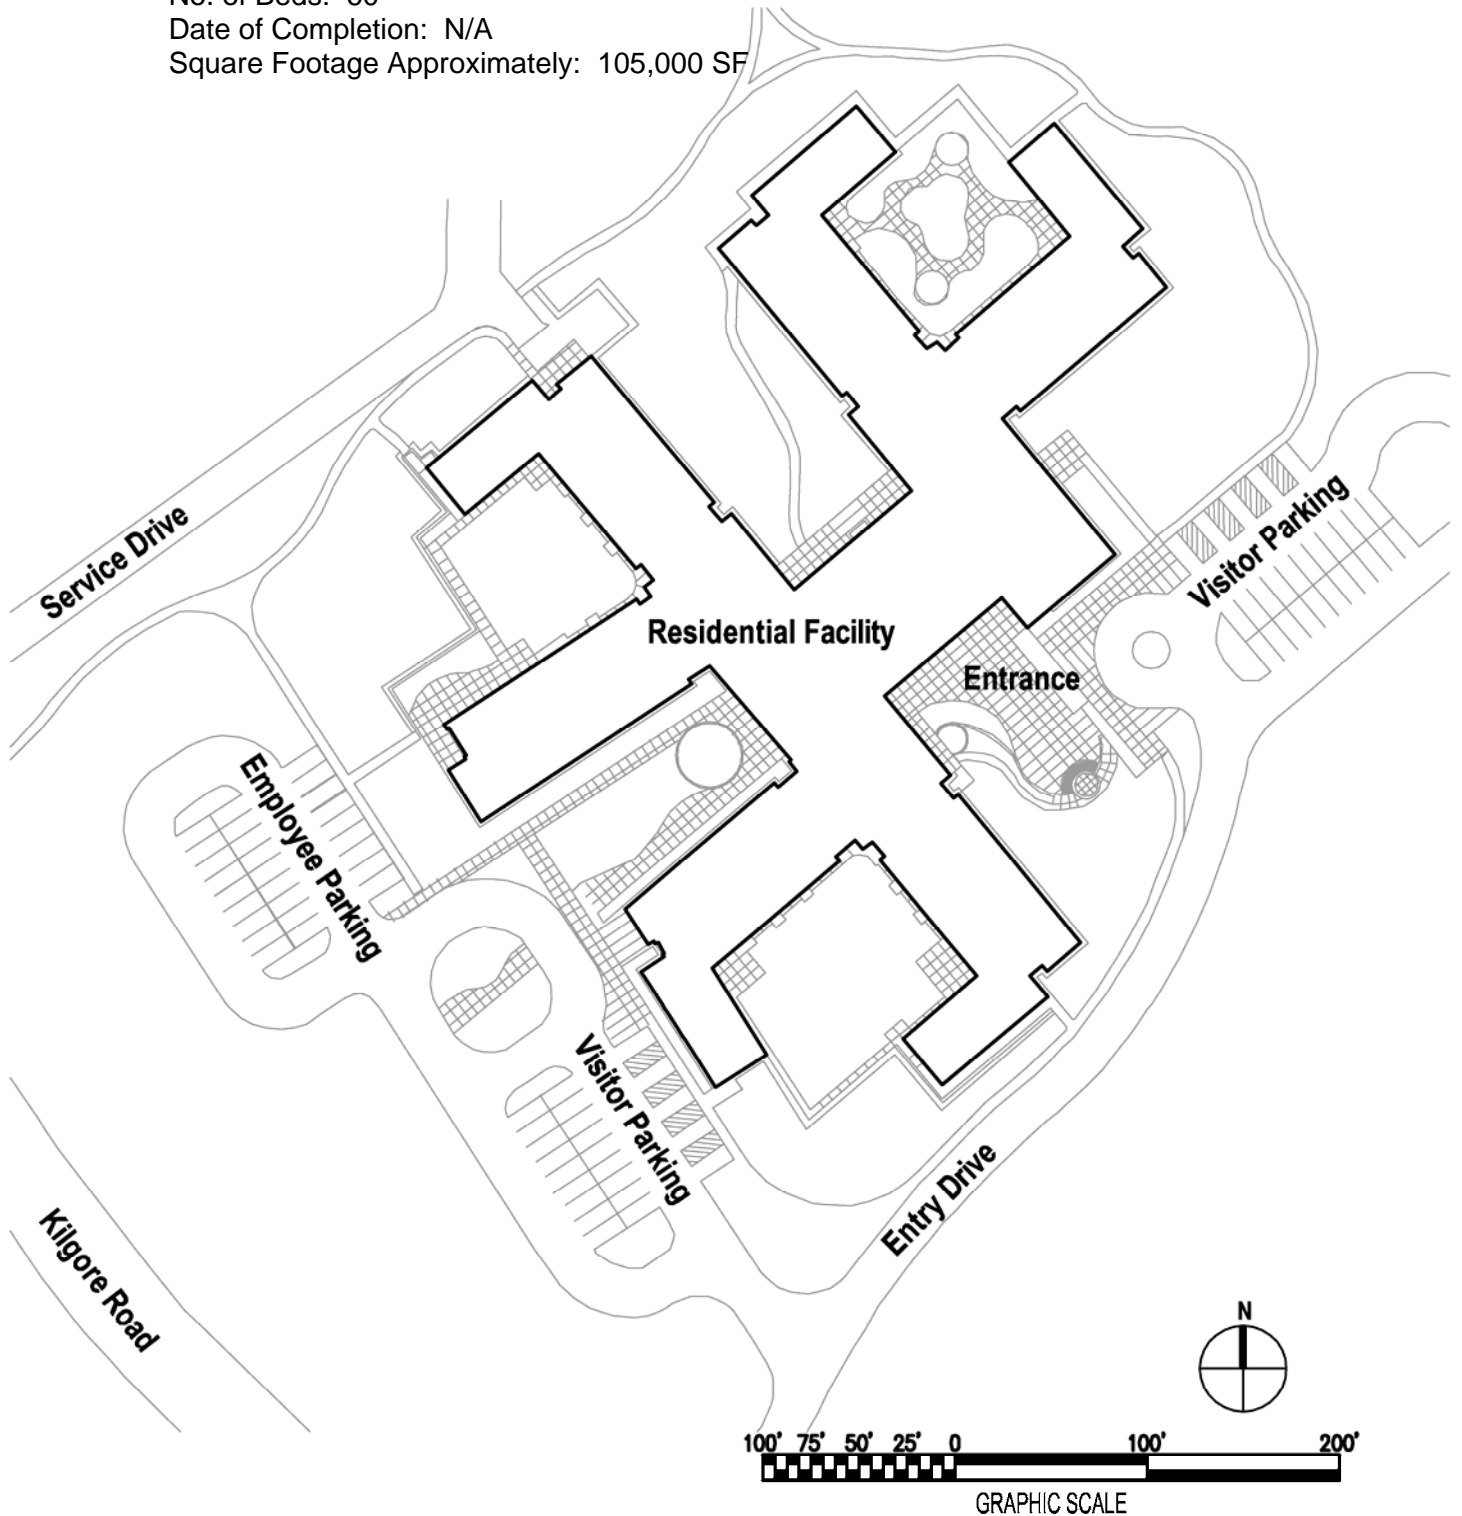 Date of Completion: N/A
Square Footage Approximately: 105,000 SF
Service Drive
Visitor Parking
Residential Facility
Entrance
Employee Parking
Visitor Parking
Entry Drive
Kilgore Road
N
100' 75' 50' 25' 0 100' 200'
GRAPHIC SCALE